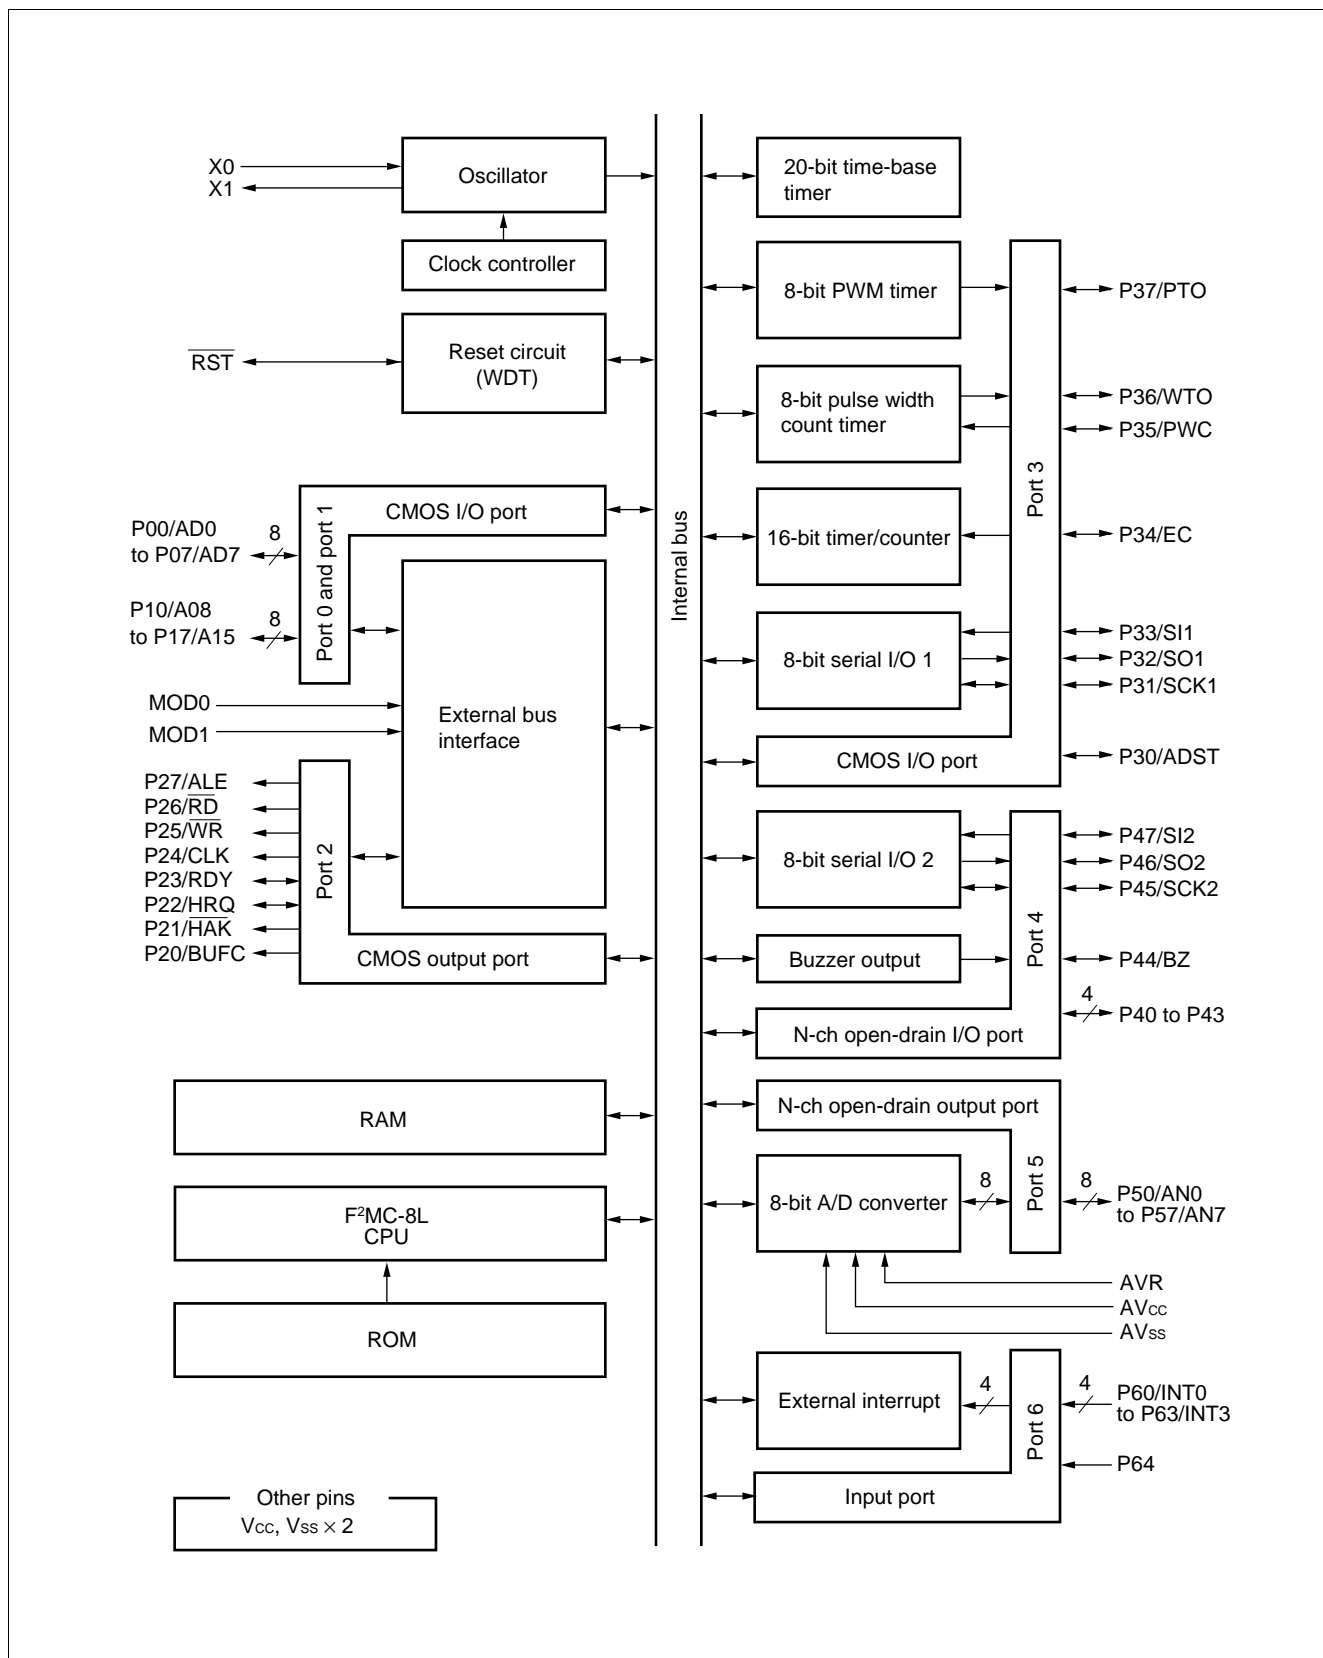 X0
X1
Oscillator
Clock controller
RST
Reset circuit
(WDT)
CMOS I/O port
Port 0 and port 1
P00/AD0
to P07/AD7
8
P10/A08
to P17/A15
8
MOD0
MOD1
External bus
interface
P27/ALE
P26/RD
P25/WR
P24/CLK
P23/RDY
P22/HRQ
P21/HAK
P20/BUFC
Port 2
CMOS output port
RAM
F²MC-8L
CPU
ROM
Other pins
VCC, VSS × 2
Internal bus
20-bit time-base
timer
8-bit PWM timer
8-bit pulse width
count timer
16-bit timer/counter
8-bit serial I/O 1
CMOS I/O port
Port 3
P37/PTO
P36/WTO
P35/PWC
P34/EC
P33/SI1
P32/SO1
P31/SCK1
P30/ADST
8-bit serial I/O 2
Buzzer output
N-ch open-drain I/O port
Port 4
P47/SI2
P46/SO2
P45/SCK2
P44/BZ
4
P40 to P43
N-ch open-drain output port
8-bit A/D converter
8
Port 5
8
P50/AN0
to P57/AN7
AVR
AVCC
AVSS
External interrupt
4
Port 6
4
P60/INT0
to P63/INT3
P64
Input port